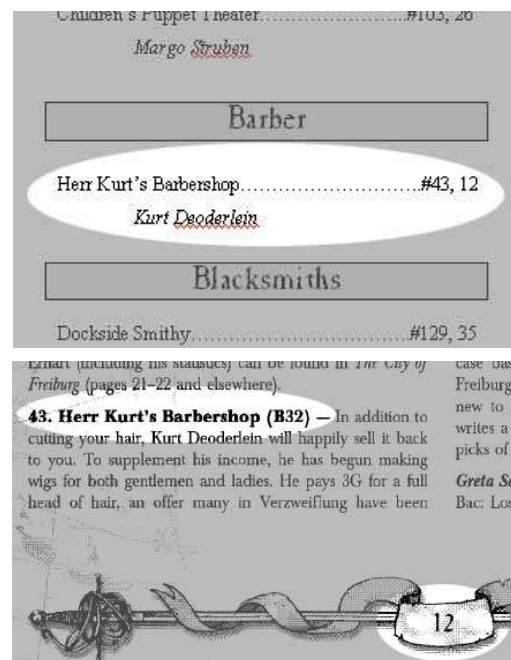 Children's Puppet Theater.....................#103, 26
Margo Struben
Barber
Herr Kurt's Barbershop............................#43, 12
Kurt Deoderlein
Blacksmiths
Dockside Smithy..................................#129, 35
(including his statistics) can be found in The City of
Freiburg (pages 21–22 and elsewhere).
43. Herr Kurt's Barbershop (B32) — In addition to
cutting your hair, Kurt Deoderlein will happily sell it back
to you. To supplement his income, he has begun making
wigs for both gentlemen and ladies. He pays 3G for a full
head of hair, an offer many in Verzweiflung have been
case
Freiburg
new to
writes a
picks of
Greta
Bac:
12